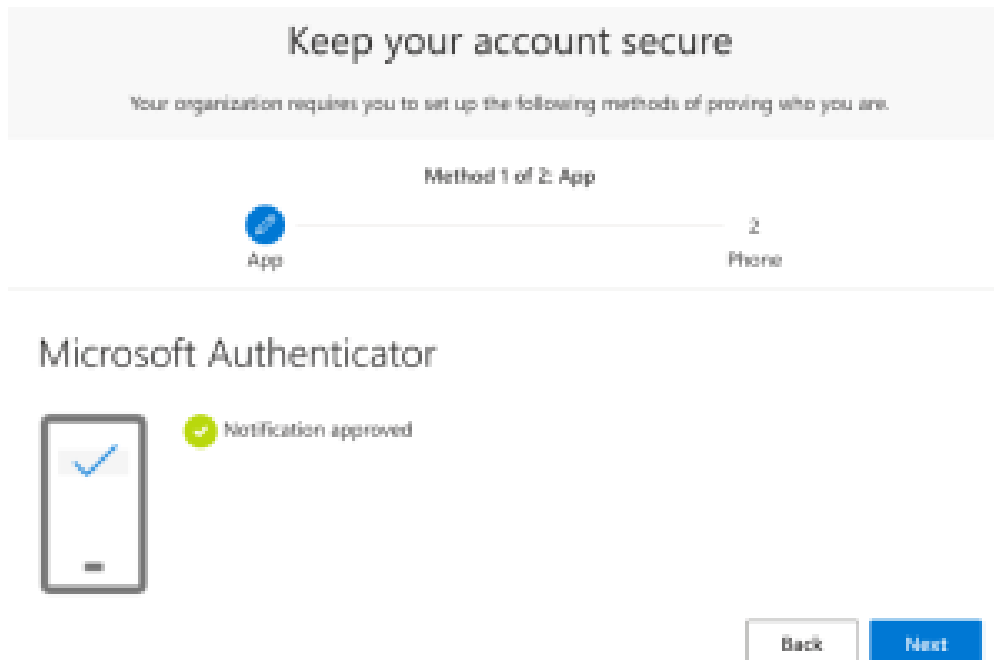 Keep your account secure
Your organization requires you to set up the following methods of proving who you are.
Method 1 of 2: App
2
App
Phone
Microsoft Authenticator
Notification approved
Back
Next